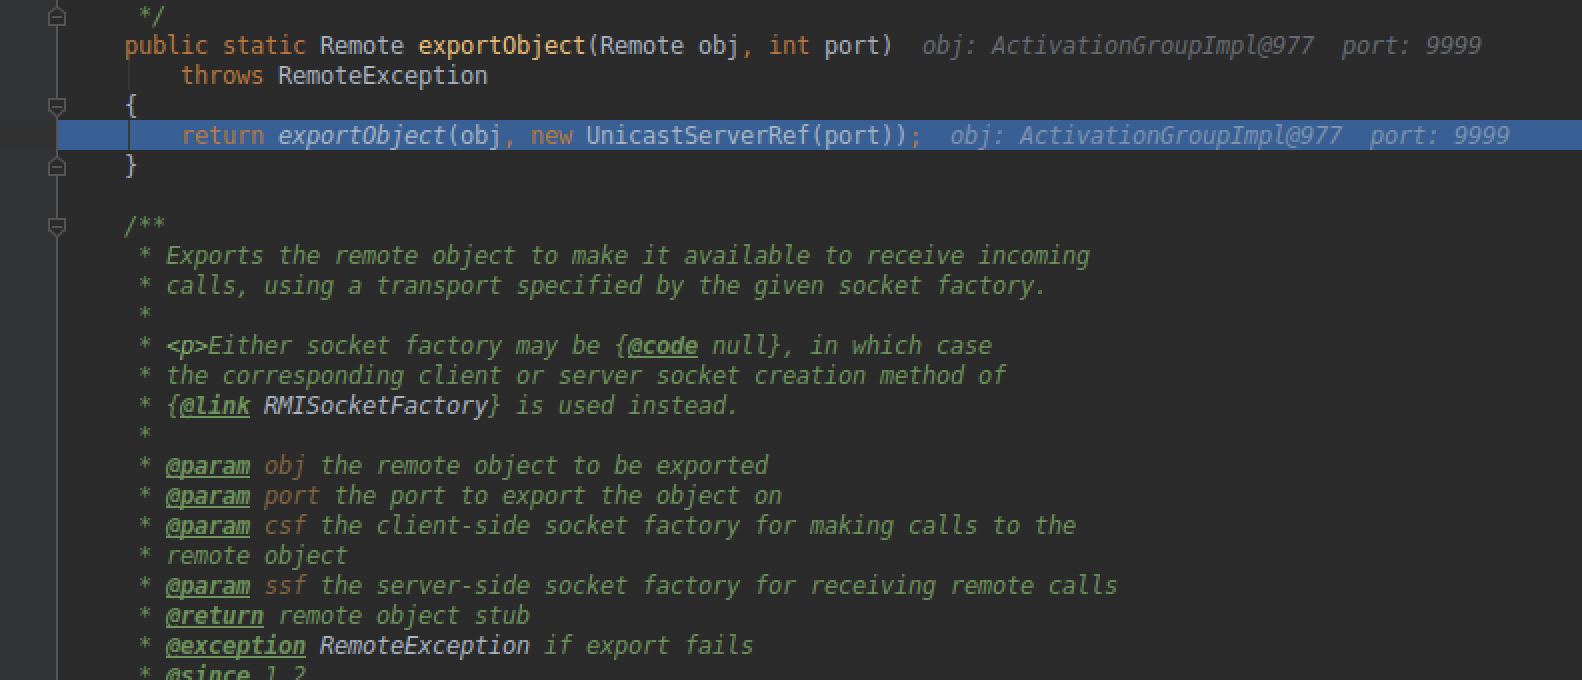 */
public static Remote exportObject(Remote obj, int port)  obj: ActivationGroupImpl@977  port: 9999
throws RemoteException
{
return exportObject(obj, new UnicastServerRef(port));  obj: ActivationGroupImpl@977  port: 9999
}
/**
* Exports the remote object to make it available to receive incoming
* calls, using a transport specified by the given socket factory.
*
* <p>Either socket factory may be {@code null}, in which case
* the corresponding client or server socket creation method of
* {@link RMISocketFactory} is used instead.
*
* @param obj the remote object to be exported
* @param port the port to export the object on
* @param csf the client-side socket factory for making calls to the
* remote object
* @param ssf the server-side socket factory for receiving remote calls
* @return remote object stub
* @exception RemoteException if export fails
* @since 1.2